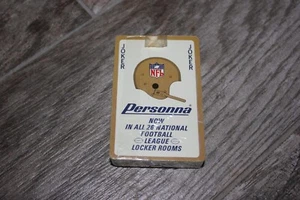 JOKER
JOKER
NFL
Personna
NOW
IN ALL 26 NATIONAL
FOOTBALL
LEAGUE
LOCKER ROOMS